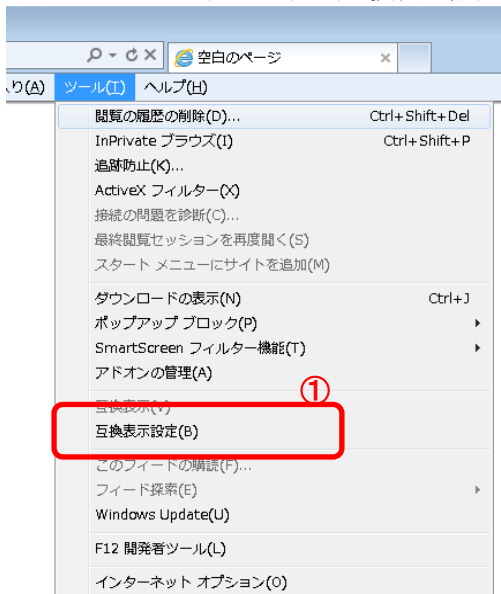 空白のページ
り(A) ツール(T) ヘルプ(H)
閲覧の履歴の削除(D)... Ctrl+Shift+Del
InPrivate ブラウズ(I) Ctrl+Shift+P
追跡防止(K)...
ActiveX フィルター(X)
接続の問題を診断(C)...
最終閲覧セッションを再度開く(S)
スタート メニューにサイトを追加(M)
ダウンロードの表示(N) Ctrl+J
ポップアップ ブロック(P)
SmartScreen フィルター機能(T)
アドオンの管理(A)
①
互換表示(V)
互換表示設定(B)
このフィードの購読(F)...
フィード探索(E)
Windows Update(U)
F12 開発者ツール(L)
インターネット オプション(O)